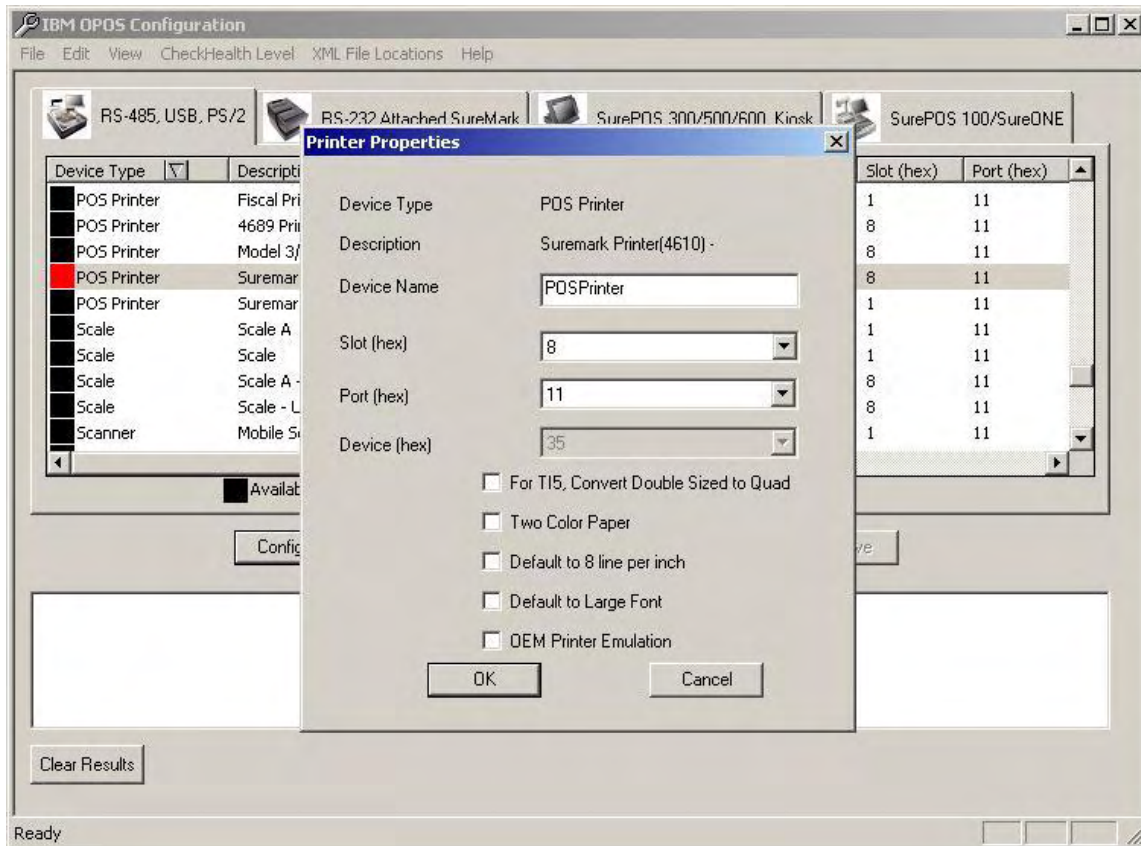 IBM OPOS Configuration
File Edit View CheckHealth Level XML File Locations Help
RS-485, USB, PS/2 RS-232 Attached SureMark SurePOS 300/500/600, Kiosk SurePOS 100/SureONE
Printer Properties
Device Type Descripti Slot (hex) Port (hex)
POS Printer Fiscal Pri 1 11
POS Printer 4689 Prin 8 11
POS Printer Model 3/ 8 11
POS Printer Suremar 8 11
POS Printer Suremar 1 11
Scale Scale A 1 11
Scale Scale 1 11
Scale Scale A - 8 11
Scale Scale - U 8 11
Scanner Mobile S 1 11
Availab
Config ve
Device Type POS Printer
Description Suremark Printer(4610) -
Device Name POSPrinter
Slot (hex) 8
Port (hex) 11
Device (hex) 35
For TI5, Convert Double Sized to Quad
Two Color Paper
Default to 8 line per inch
Default to Large Font
OEM Printer Emulation
OK Cancel
Clear Results
Ready